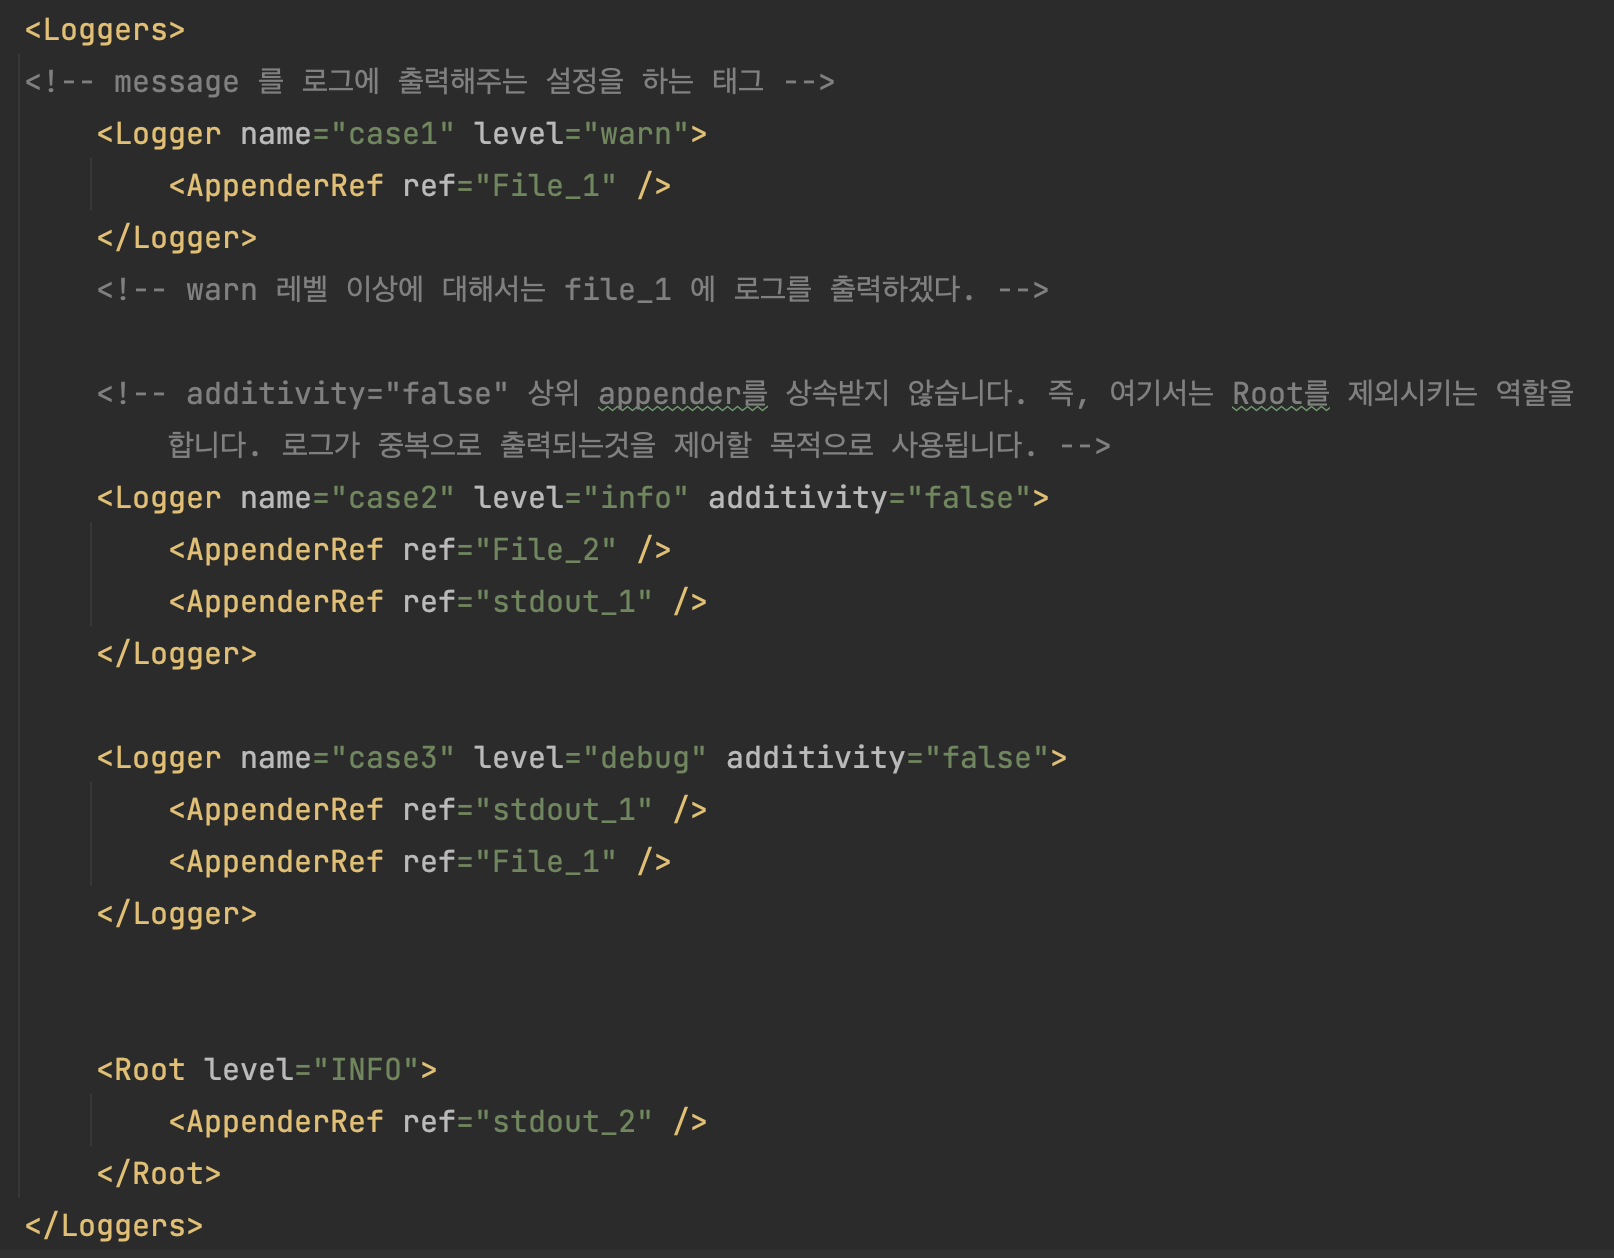 <Loggers>
<!-- message 를 로그에 출력해주는 설정을 하는 태그 -->
    <Logger name="case1" level="warn">
        <AppenderRef ref="File_1" />
    </Logger>
    <!-- warn 레벨 이상에 대해서는 file_1 에 로그를 출력하겠다. -->
    <!-- additivity="false" 상위 appender를 상속받지 않습니다. 즉, 여기서는 Root를 제외시키는 역할을
        합니다. 로그가 중복으로 출력되는것을 제어할 목적으로 사용됩니다. -->
    <Logger name="case2" level="info" additivity="false">
        <AppenderRef ref="File_2" />
        <AppenderRef ref="stdout_1" />
    </Logger>
    <Logger name="case3" level="debug" additivity="false">
        <AppenderRef ref="stdout_1" />
        <AppenderRef ref="File_1" />
    </Logger>
    <Root level="INFO">
        <AppenderRef ref="stdout_2" />
    </Root>
</Loggers>